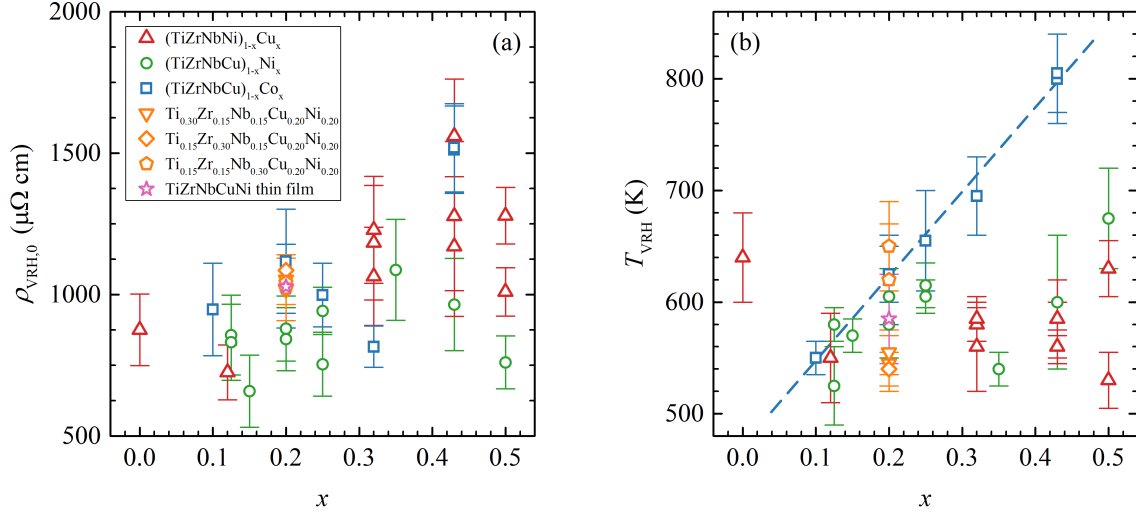 2000
1500
1000
500
ρVRH,0 (μΩ cm)
(a)
(TiZrNbNi)1-xCux
(TiZrNbCu)1-xNix
(TiZrNbCu)1-xCox
Ti0.30Zr0.15Nb0.15Cu0.20Ni0.20
Ti0.15Zr0.30Nb0.15Cu0.20Ni0.20
Ti0.15Zr0.15Nb0.30Cu0.20Ni0.20
TiZrNbCuNi thin film
0.0 0.1 0.2 0.3 0.4 0.5
x
(b)
800
700
600
500
TVRH (K)
0.0 0.1 0.2 0.3 0.4 0.5
x